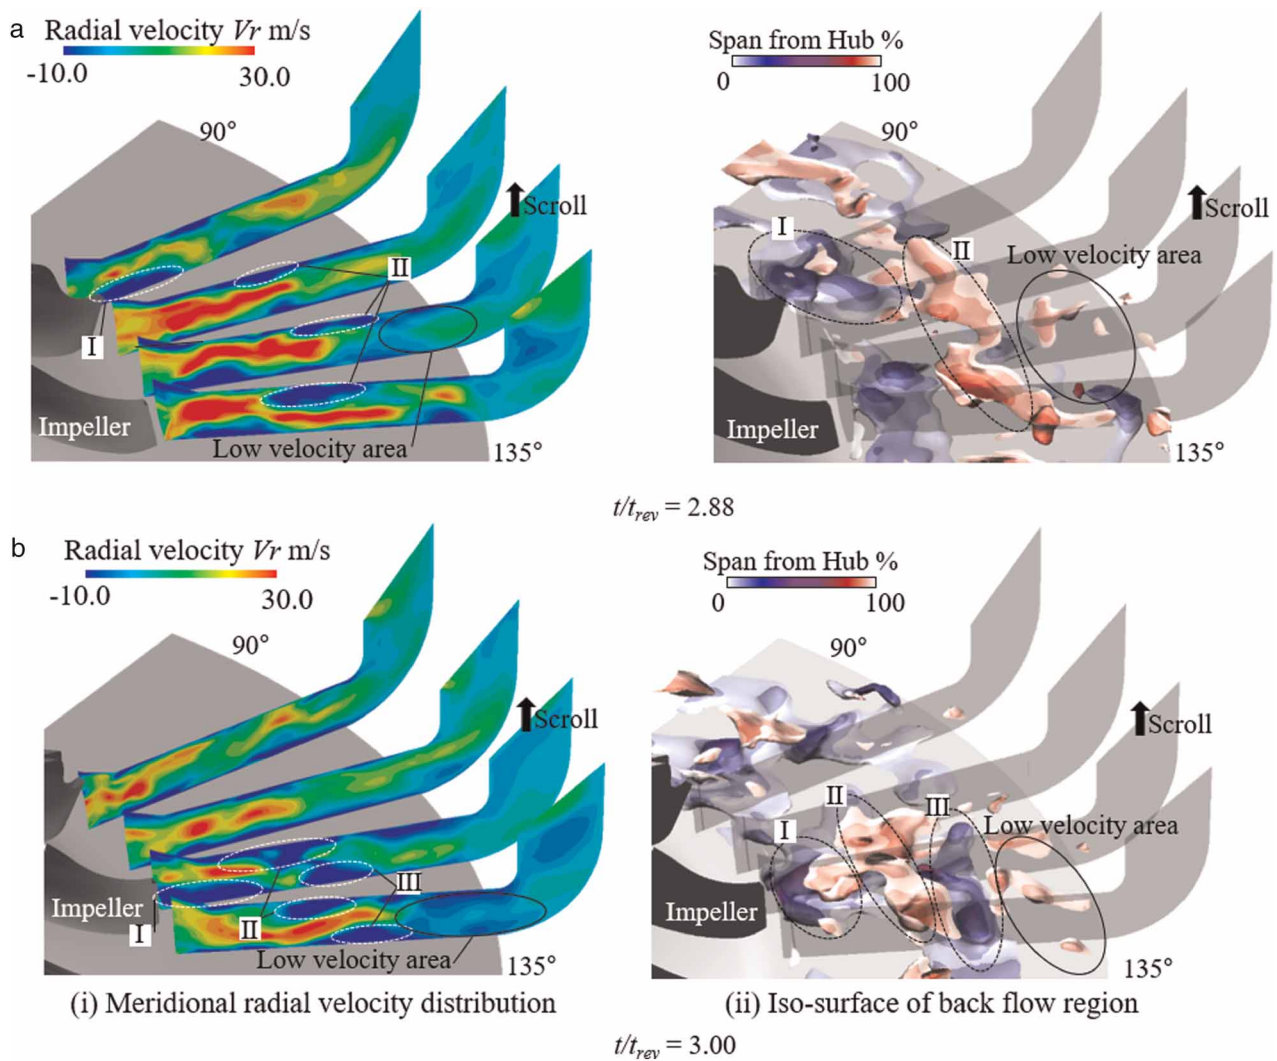 a
Radial velocity Vr m/s
-10.0 30.0
90°
Scroll
II
I
Impeller
Low velocity area
135°
Span from Hub %
0 100
90°
Scroll
I
II
Low velocity area
Impeller
135°
t/trev = 2.88
b
Radial velocity Vr m/s
-10.0 30.0
90°
Scroll
Impeller
III
I
II
Low velocity area
135°
Span from Hub %
0 100
90°
Scroll
II
III
I
Low velocity area
Impeller
135°
(i) Meridional radial velocity distribution
(ii) Iso-surface of back flow region
t/trev = 3.00